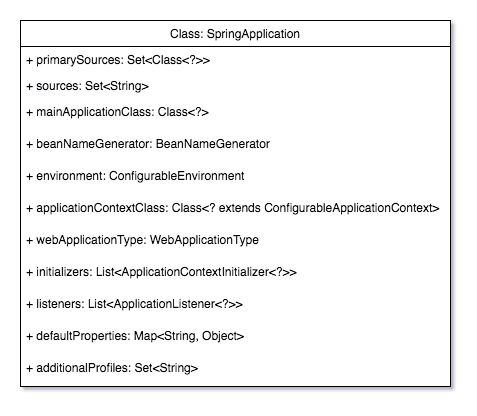 Class: SpringApplication
+ primarySources: Set<Class<?>>
+ sources: Set<String>
+ mainApplicationClass: Class<?>
+ beanNameGenerator: BeanNameGenerator
+ environment: ConfigurableEnvironment
+ applicationContextClass: Class<? extends ConfigurableApplicationContext>
+ webApplicationType: WebApplicationType
+ initializers: List<ApplicationContextInitializer<?>>
+ listeners: List<ApplicationListener<?>>
+ defaultProperties: Map<String, Object>
+ additionalProfiles: Set<String>